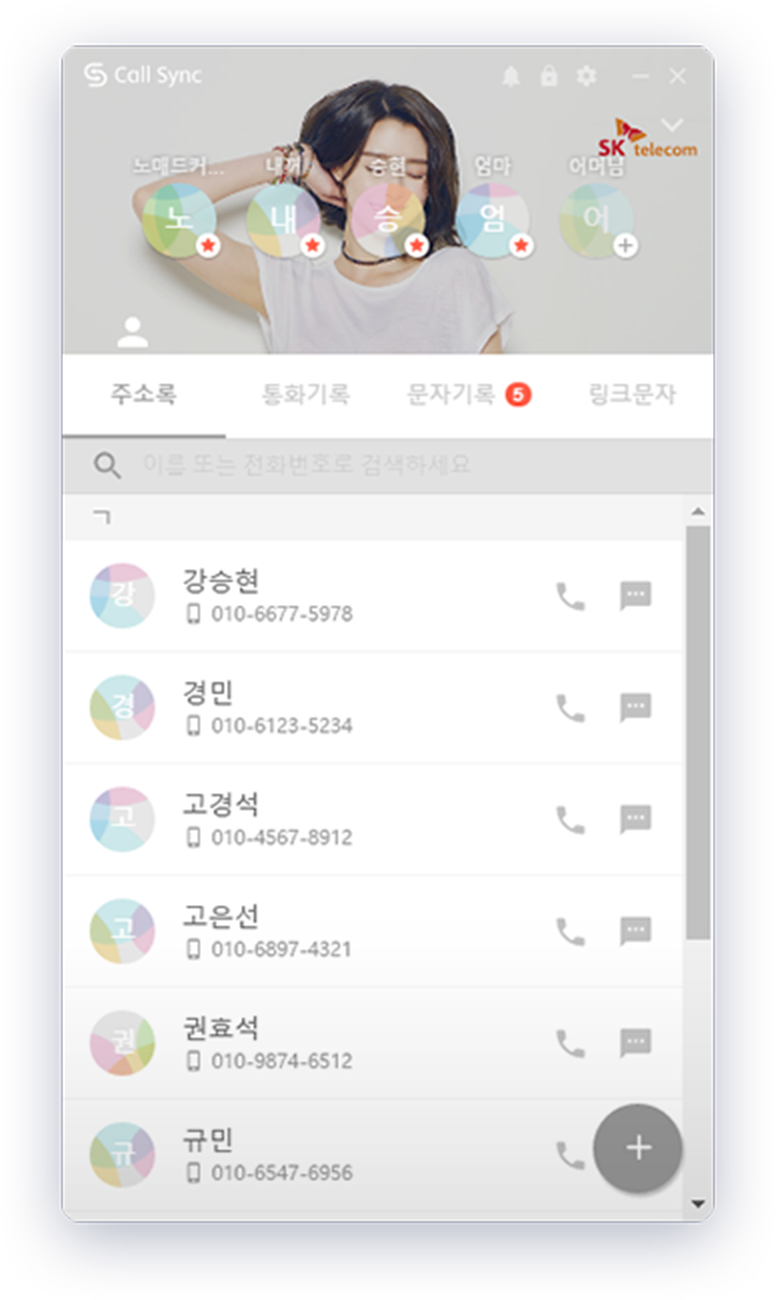 Call Sync
SK telecom
노매드커... 내꺼 승현 엄마 어머님
노 내 승 엄 어
주소록 통화기록 문자기록 5 링크문자
이름 또는 전화번호로 검색하세요
ㄱ
강
강승현
010-6677-5978
경
경민
010-6123-5234
고
고경석
010-4567-8912
고
고은선
010-6897-4321
권
권효석
010-9874-6512
규
규민
010-6547-6956